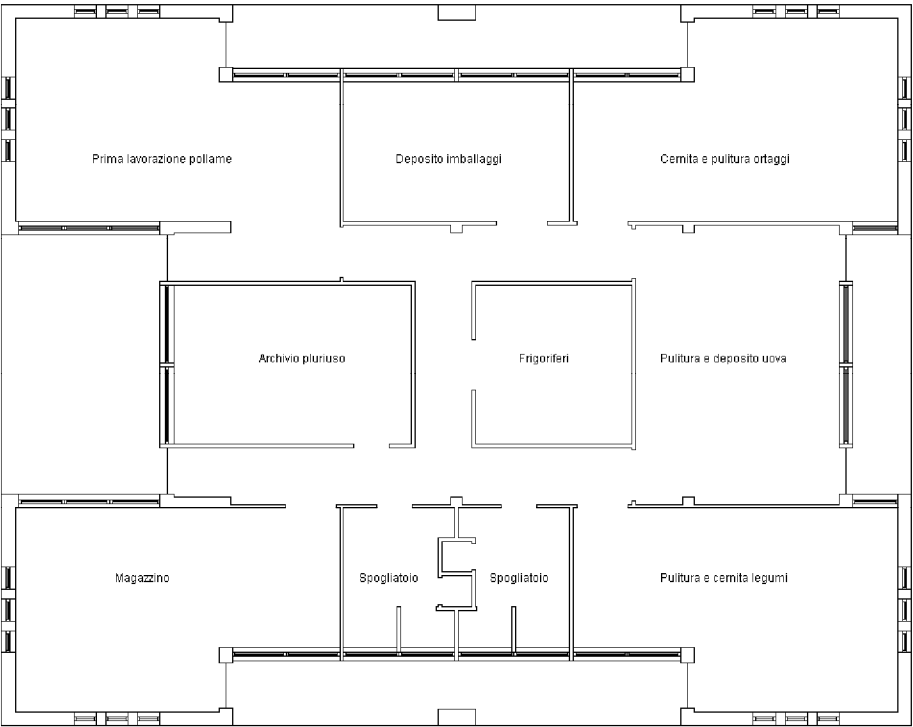 Prima lavorazione pollame
Deposito imballaggi
Cernita e pulitura ortaggi
Archivio pluriuso
Frigoriferi
Pulitura e deposito uova
Magazzino
Spogliatoio
Spogliatoio
Pulitura e cernita legumi